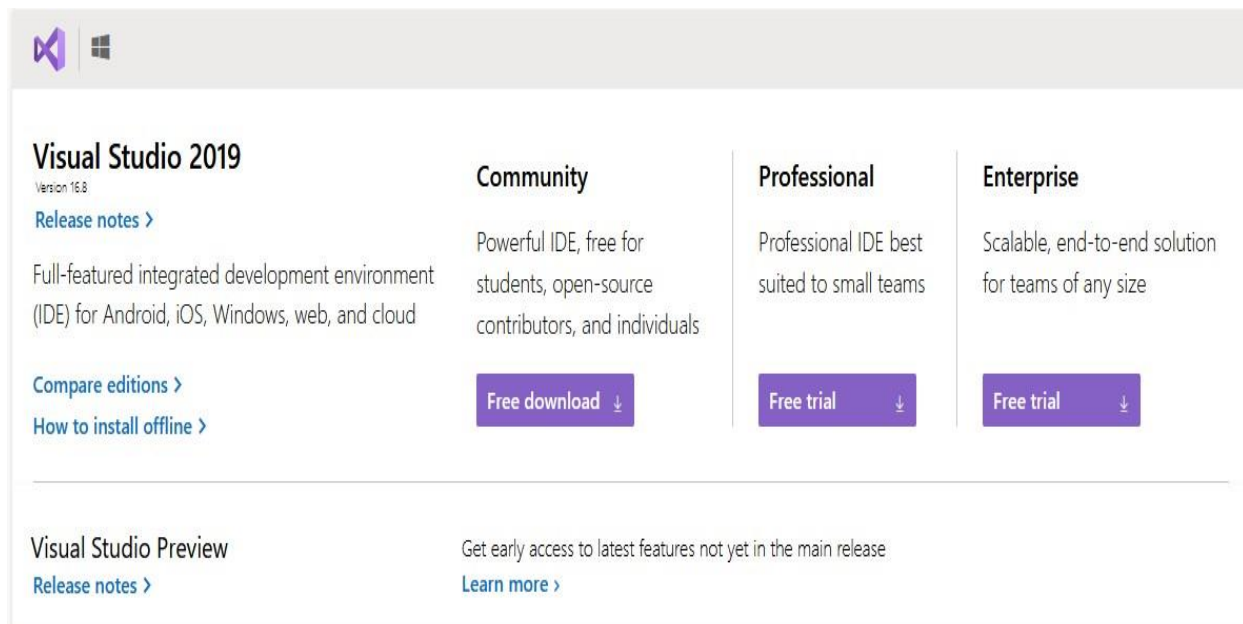 Visual Studio 2019
Version 16.8
Release notes >
Full-featured integrated development environment
(IDE) for Android, iOS, Windows, web, and cloud
Compare editions >
How to install offline >
Community
Powerful IDE, free for
students, open-source
contributors, and individuals
Free download
Professional
Professional IDE best
suited to small teams
Free trial
Enterprise
Scalable, end-to-end solution
for teams of any size
Free trial
Visual Studio Preview
Release notes >
Get early access to latest features not yet in the main release
Learn more >